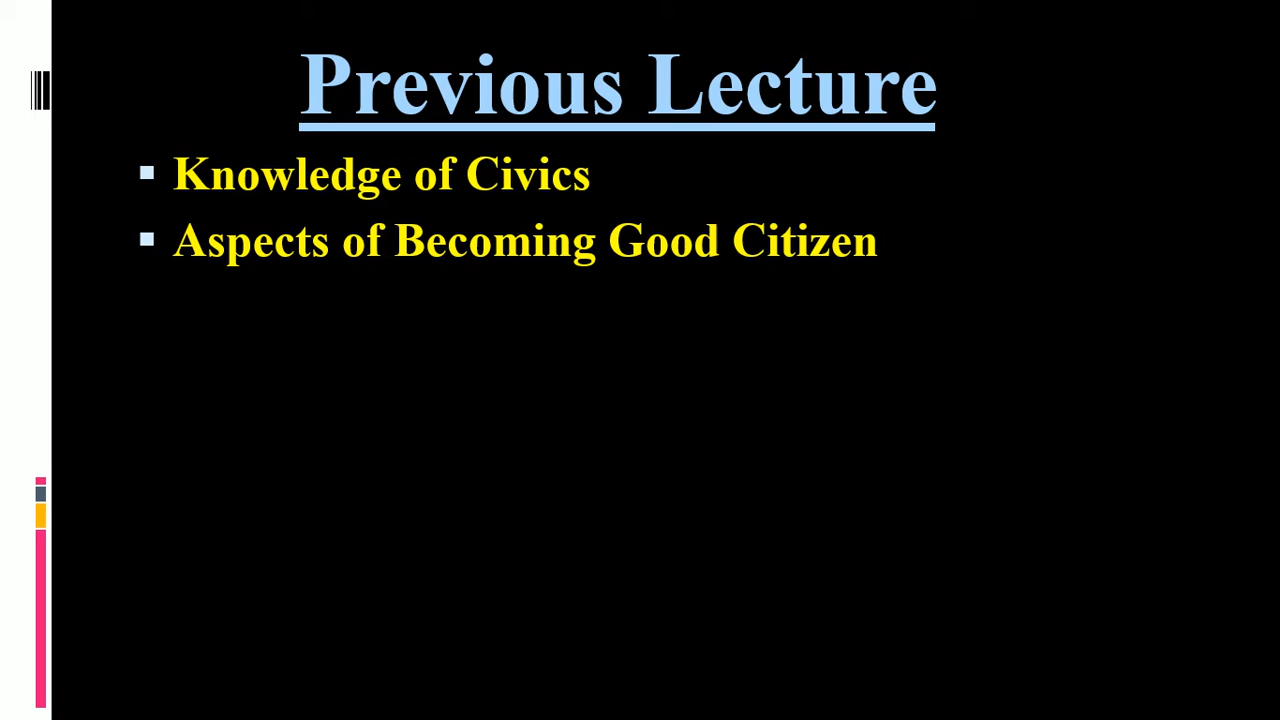 Previous Lecture
Knowledge of Civics
Aspects of Becoming Good Citizen